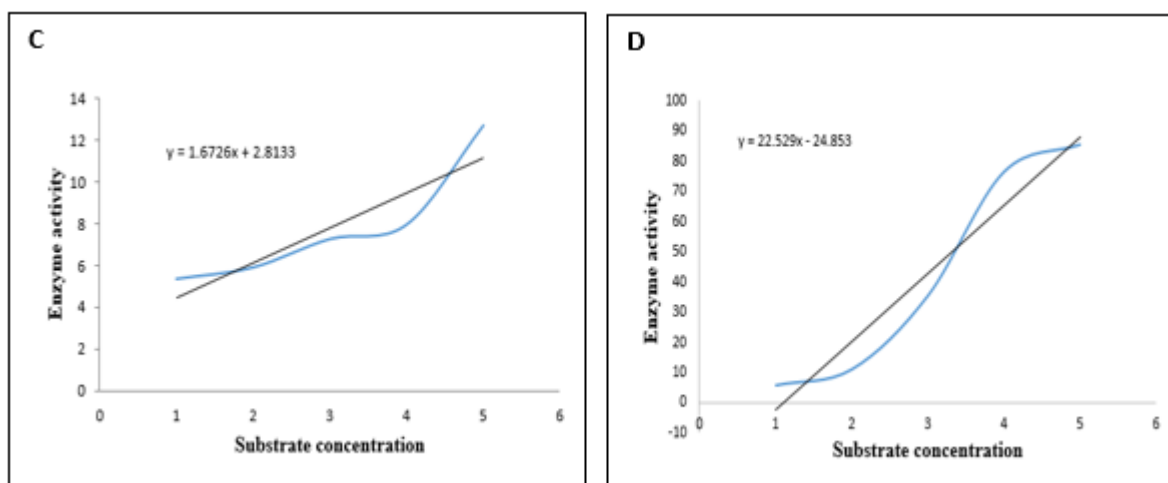 C
14
12
10
8
6
4
2
0
Enzyme activity
y = 1.6726x + 2.8133
0 1 2 3 4 5 6
Substrate concentration
D
100
90
80
70
60
50
40
30
20
10
0
-10
Enzyme activity
y = 22.529x - 24.853
0 1 2 3 4 5 6
Substrate concentration